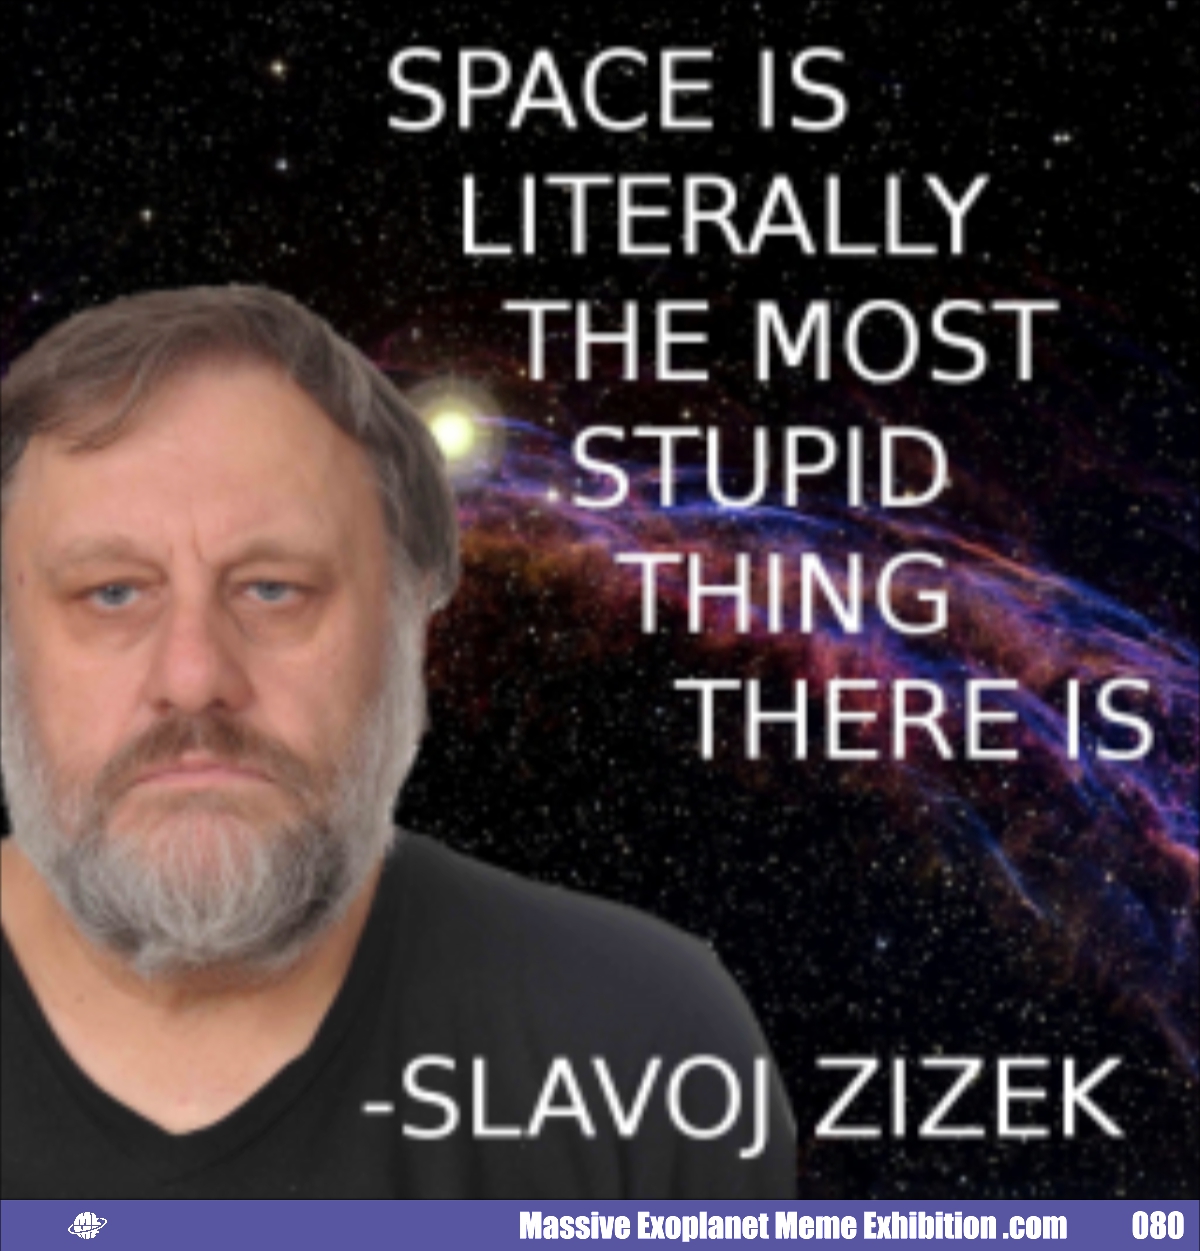 SPACE IS
LITERALLY
THE MOST
STUPID
THING
THERE IS
-SLAVOJ ZIZEK
Massive Exoplanet Meme Exhibition .com 080